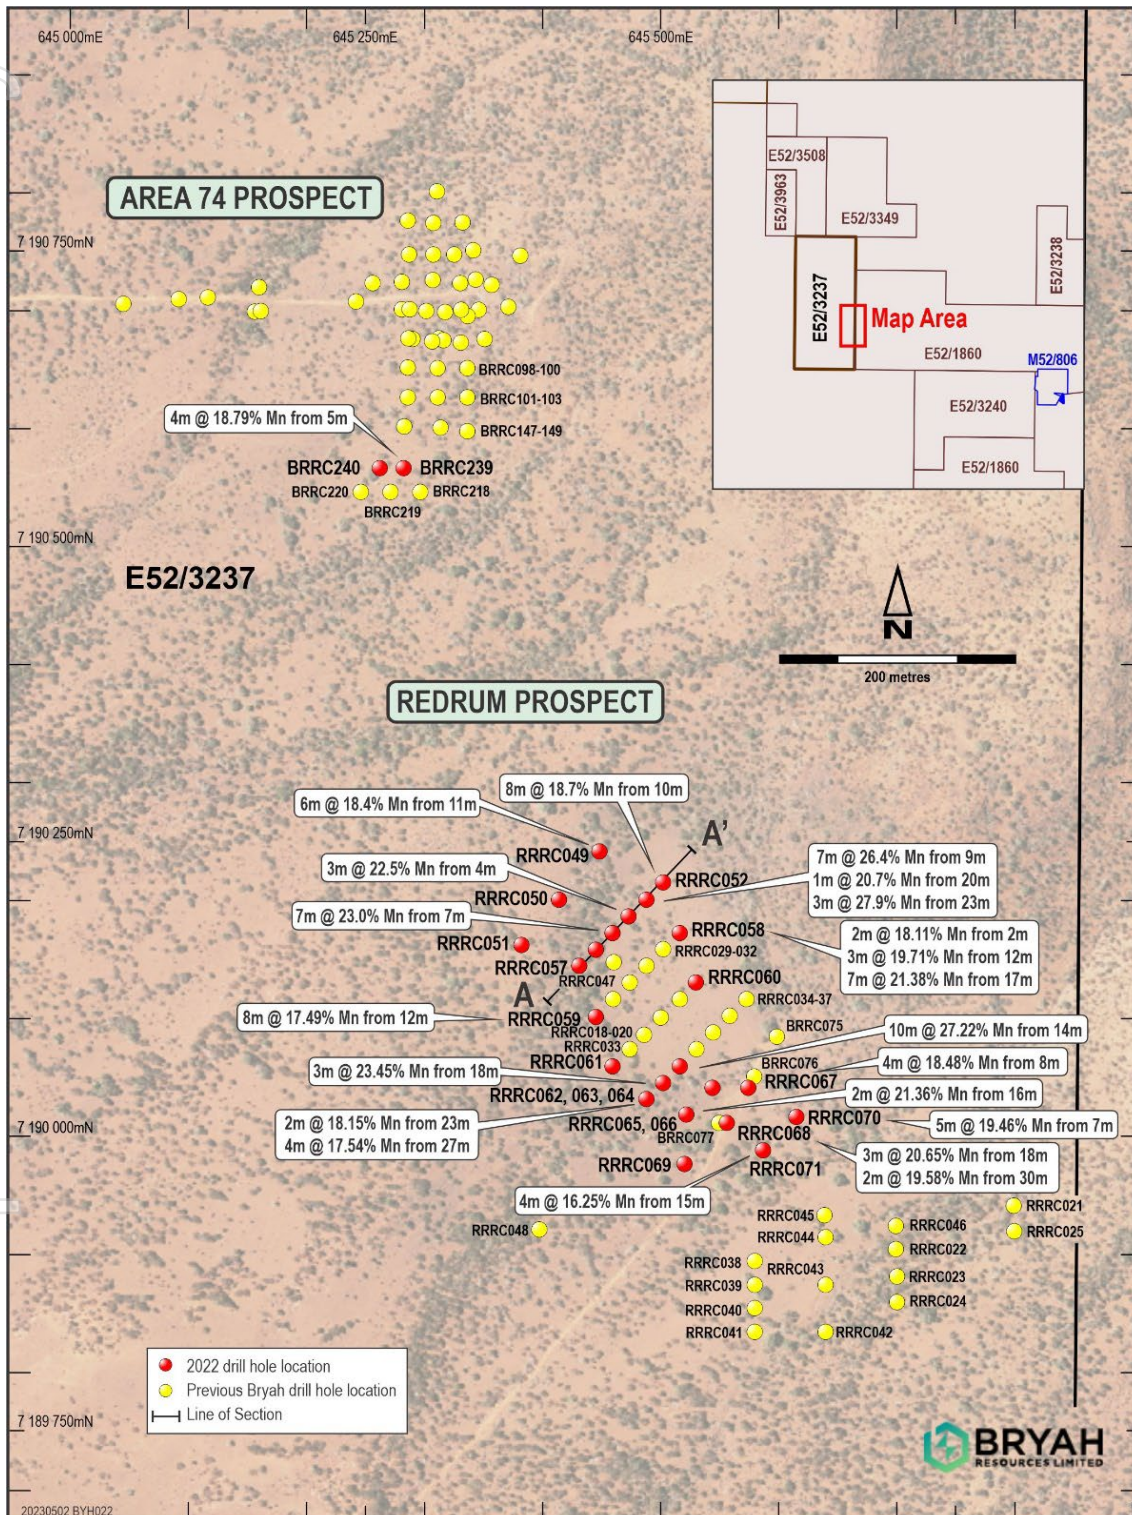 645 000mE
645 250mE
645 500mE
AREA 74 PROSPECT
7 190 750mN
E52/3508
E52/3963
E52/3349
E52/3238
E52/3237
Map Area
E52/1860
M52/806
E52/3240
E52/1860
BRRC098-100
BRRC101-103
4m @ 18.79% Mn from 5m
BRRC147-149
BRRC240
BRRC239
BRRC220
BRRC218
BRRC219
7 190 500mN
E52/3237
N
200 metres
REDRUM PROSPECT
8m @ 18.7% Mn from 10m
6m @ 18.4% Mn from 11m
7 190 250mN
A'
RRRC049
3m @ 22.5% Mn from 4m
RRRC052
7m @ 26.4% Mn from 9m
1m @ 20.7% Mn from 20m
3m @ 27.9% Mn from 23m
RRRC050
7m @ 23.0% Mn from 7m
RRRC051
RRRC058
RRRC029-032
2m @ 18.11% Mn from 2m
3m @ 19.71% Mn from 12m
7m @ 21.38% Mn from 17m
RRRC057
RRRC047
RRRC060
A
RRRC034-37
8m @ 17.49% Mn from 12m
RRRC059
RRRC018-020
BRRC075
RRRC033
10m @ 27.22% Mn from 14m
RRRC061
BRRC076
4m @ 18.48% Mn from 8m
3m @ 23.45% Mn from 18m
RRRC067
RRRC062, 063, 064
2m @ 21.36% Mn from 16m
2m @ 18.15% Mn from 23m
4m @ 17.54% Mn from 27m
RRRC065, 066
7 190 000mN
RRRC070
5m @ 19.46% Mn from 7m
BRRC077
RRRC068
RRRC069
RRRC071
3m @ 20.65% Mn from 18m
2m @ 19.58% Mn from 30m
4m @ 16.25% Mn from 15m
RRRC021
RRRC045
RRRC048
RRRC046
RRRC025
RRRC044
RRRC022
RRRC038
RRRC043
RRRC023
RRRC039
RRRC024
RRRC040
RRRC041
RRRC042
2022 drill hole location
Previous Bryah drill hole location
Line of Section
7 189 750mN
BRYAH
RESOURCES LIMITED
20230502 BYH022